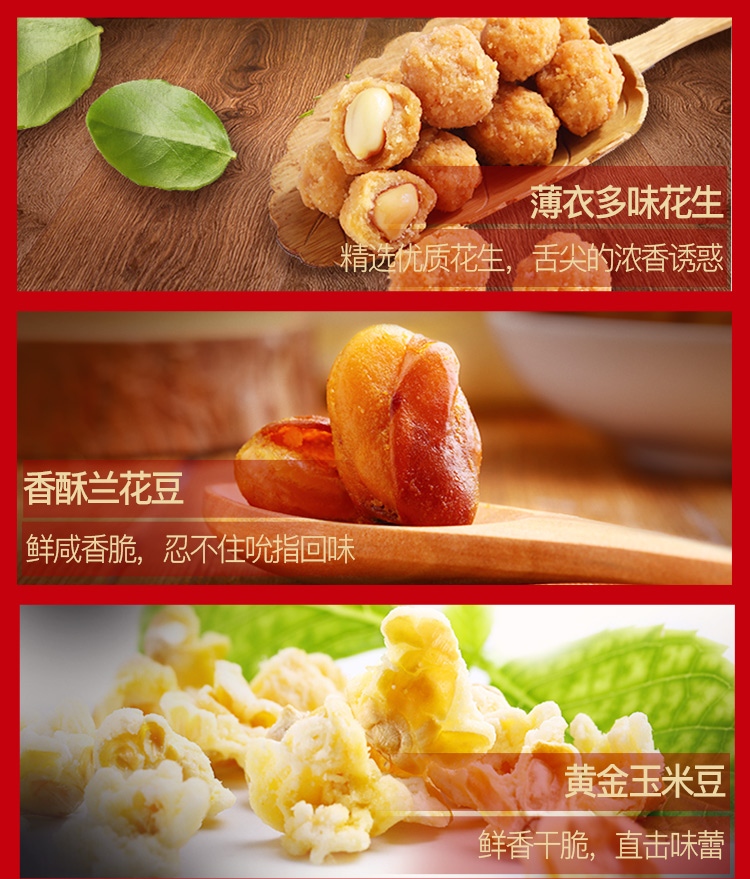 薄衣多味花生
精选优质花生，舌尖的浓香诱惑
香酥兰花豆
鲜咸香脆，忍不住吮指回味
黄金玉米豆
鲜香干脆，直击味蕾